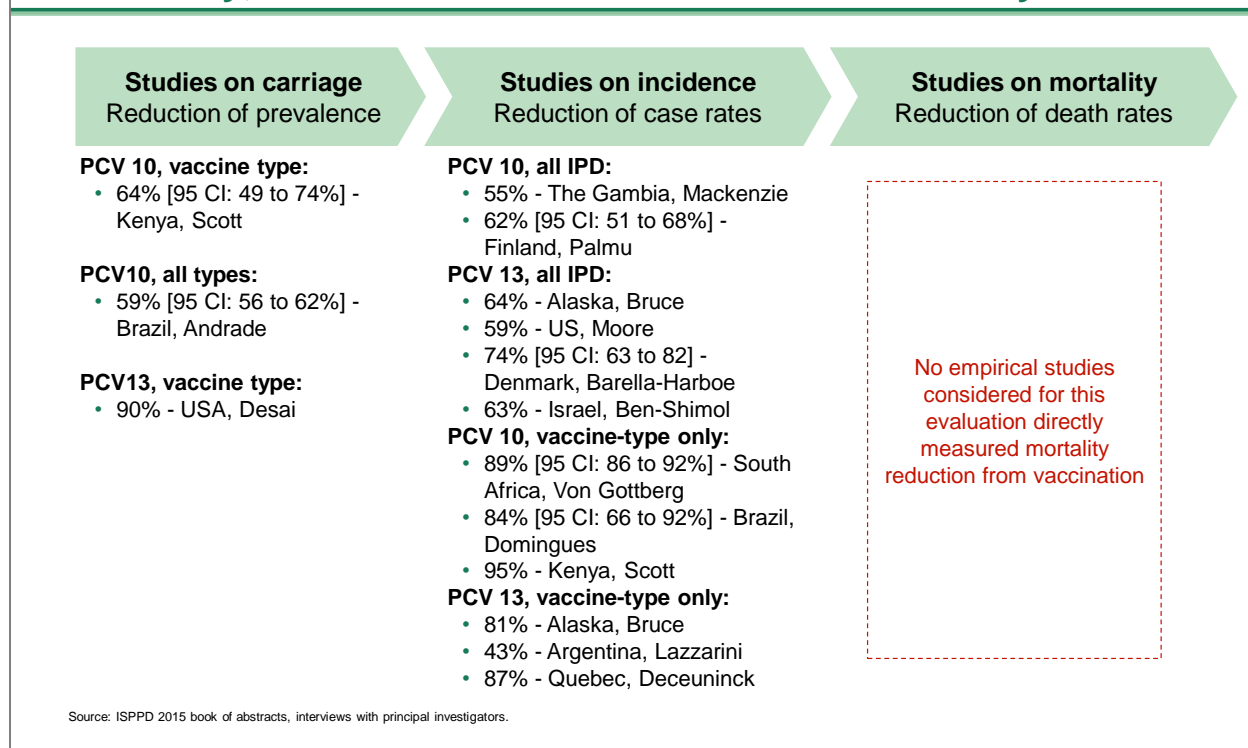 Studies on carriage
Reduction of prevalence
PCV 10, vaccine type:
• 64% [95 CI: 49 to 74%] -
Kenya, Scott
PCV10, all types:
• 59% [95 CI: 56 to 62%] -
Brazil, Andrade
PCV13, vaccine type:
• 90% - USA, Desai
Studies on incidence
Reduction of case rates
PCV 10, all IPD:
• 55% - The Gambia, Mackenzie
• 62% [95 CI: 51 to 68%] -
Finland, Palmu
PCV 13, all IPD:
• 64% - Alaska, Bruce
• 59% - US, Moore
• 74% [95 CI: 63 to 82] -
Denmark, Barella-Harboe
• 63% - Israel, Ben-Shimol
PCV 10, vaccine-type only:
• 89% [95 CI: 86 to 92%] - South
Africa, Von Gottberg
• 84% [95 CI: 66 to 92%] - Brazil,
Domingues
• 95% - Kenya, Scott
PCV 13, vaccine-type only:
• 81% - Alaska, Bruce
• 43% - Argentina, Lazzarini
• 87% - Quebec, Deceuninck
Studies on mortality
Reduction of death rates
No empirical studies
considered for this
evaluation directly
measured mortality
reduction from vaccination
Source: ISPPD 2015 book of abstracts, interviews with principal investigators.